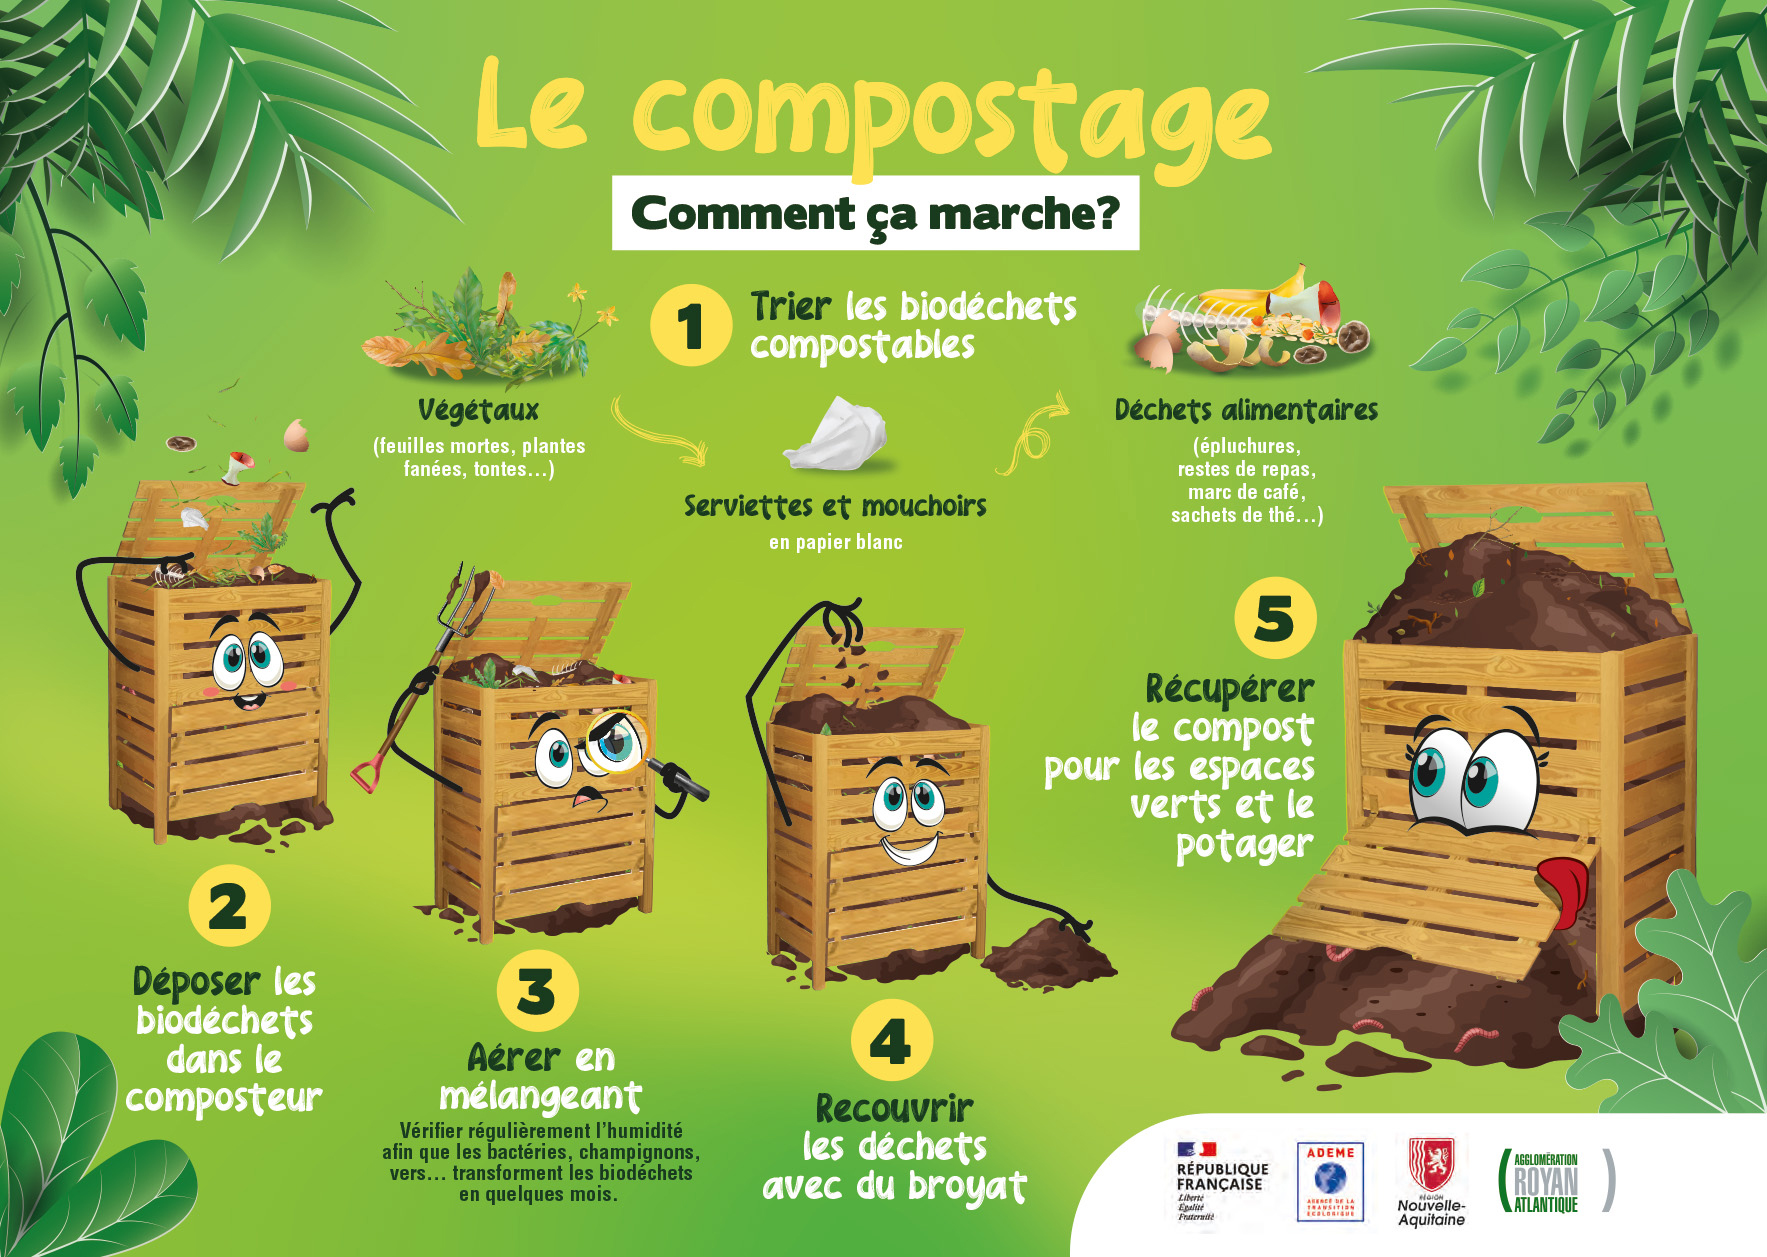 Le compostage
Comment ça marche?
1
Trier les biodéchets
compostables
Végétaux
(feuilles mortes, plantes
fanées, tontes...)
Serviettes et mouchoirs
en papier blanc
Déchets alimentaires
(épluchures,
restes de repas,
marc de café,
sachets de thé...)
2
Déposer les
biodéchets
dans le
composteur
3
Aérer en
mélangeant
Vérifier régulièrement l'humidité
afin que les bactéries, champignons,
vers... transforment les biodéchets
en quelques mois.
4
Recouvrir
les déchets
avec du broyat
5
Récupérer
le compost
pour les espaces
verts et le
potager
RÉPUBLIQUE
FRANÇAISE
Liberté
Égalité
Fraternité
ADEME
AGENCE DE LA
TRANSITION
ÉCOLOGIQUE
RÉGION
Nouvelle-
Aquitaine
AGGLOMÉRATION
ROYAN
ATLANTIQUE